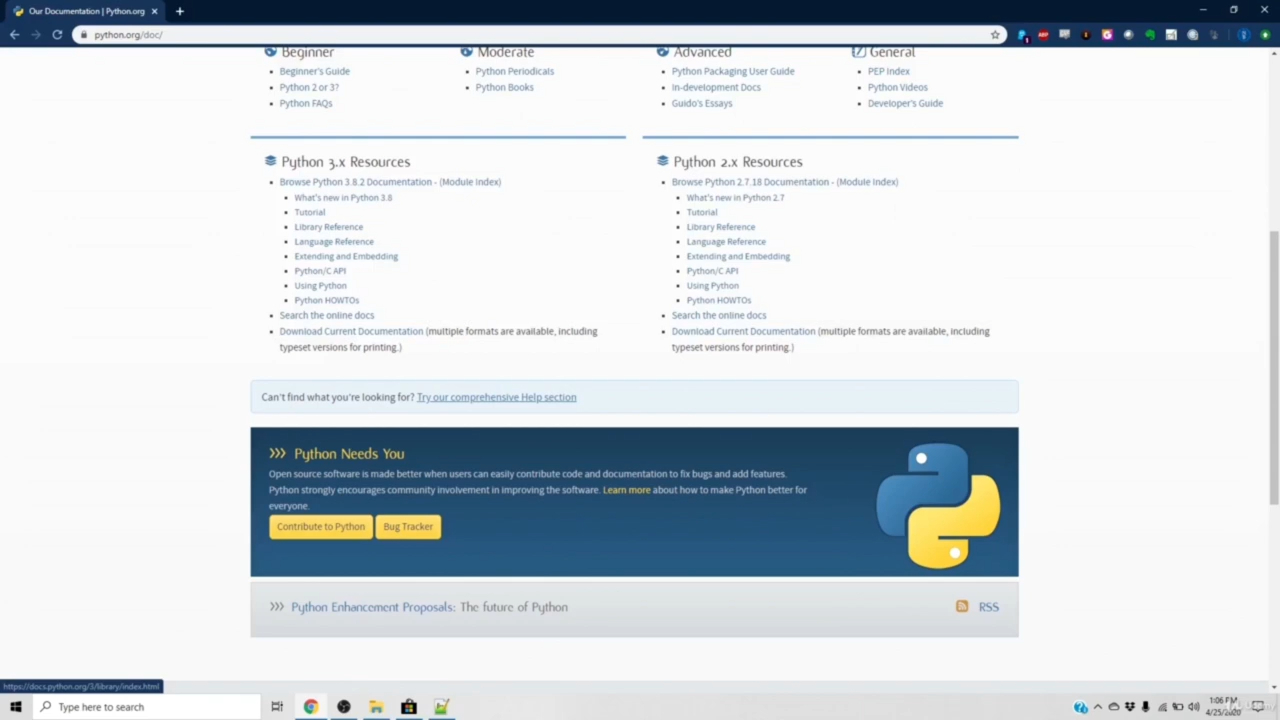 Our Documentation | Python.org
python.org/doc/
Beginner
Beginner's Guide
Python 2 or 3?
Python FAQs
Moderate
Python Periodicals
Python Books
Advanced
Python Packaging User Guide
In-development Docs
Guido's Essays
General
PEP Index
Python Videos
Developer's Guide
Python 3.x Resources
Browse Python 3.8.2 Documentation - (Module Index)
What's new in Python 3.8
Tutorial
Library Reference
Language Reference
Extending and Embedding
Python/C API
Using Python
Python HOWTOs
Search the online docs
Download Current Documentation (multiple formats are available, including
typeset versions for printing.)
Python 2.x Resources
Browse Python 2.7.18 Documentation - (Module Index)
What's new in Python 2.7
Tutorial
Library Reference
Language Reference
Extending and Embedding
Python/C API
Using Python
Python HOWTOs
Search the online docs
Download Current Documentation (multiple formats are available, including
typeset versions for printing.)
Can't find what you're looking for? Try our comprehensive Help section
>>> Python Needs You
Open source software is made better when users can easily contribute code and documentation to fix bugs and add features.
Python strongly encourages community involvement in improving the software. Learn more about how to make Python better for
everyone.
Contribute to Python Bug Tracker
>>> Python Enhancement Proposals: The future of Python RSS
https://docs.python.org/3/library/index.html
Type here to search
1:06 PM
4/25/2020